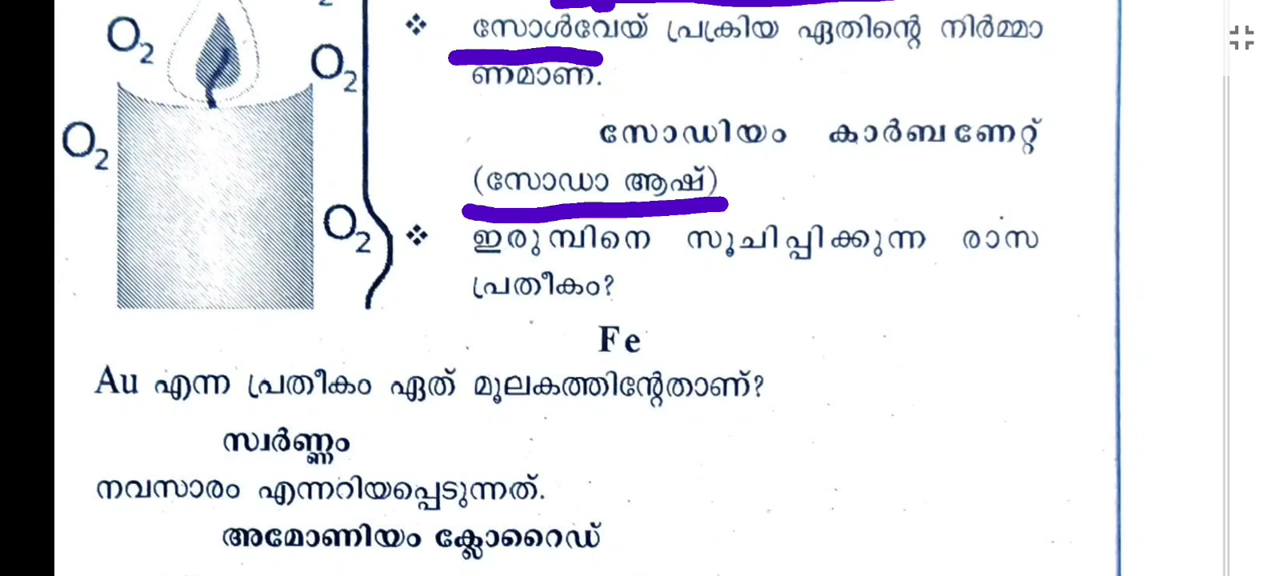 O2
O2
O2
O2
❖ സോൾവേയ് പ്രക്രിയ ഏതിന്റെ നിർമ്മാ
ണമാണ്.
സോഡിയം കാർബണേറ്റ്
(സോഡാ ആഷ്)
❖ ഇരുമ്പിനെ സൂചിപ്പിക്കുന്ന രാസ
പ്രതീകം?
Fe
Au എന്ന പ്രതീകം ഏത് മൂലകത്തിന്റേതാണ്?
സ്വർണ്ണം
നവസാരം എന്നറിയപ്പെടുന്നത്.
അമോണിയം ക്ലോറൈഡ്